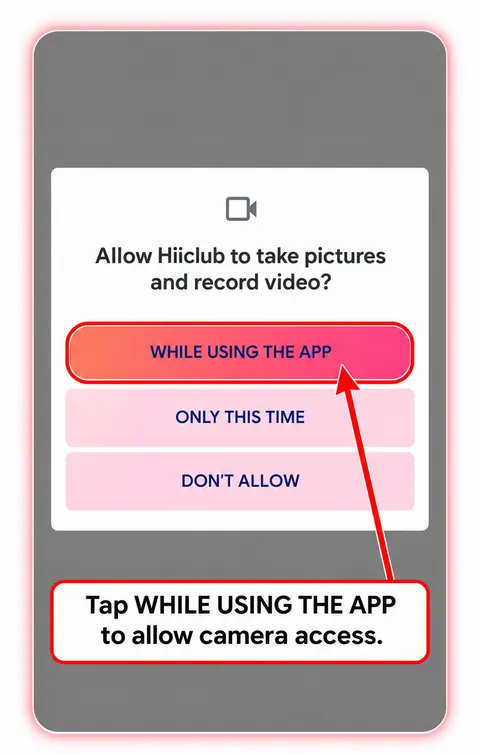 Allow Hiiclub to take pictures
and record video?
WHILE USING THE APP
ONLY THIS TIME
DON'T ALLOW
Tap WHILE USING THE APP
to allow camera access.